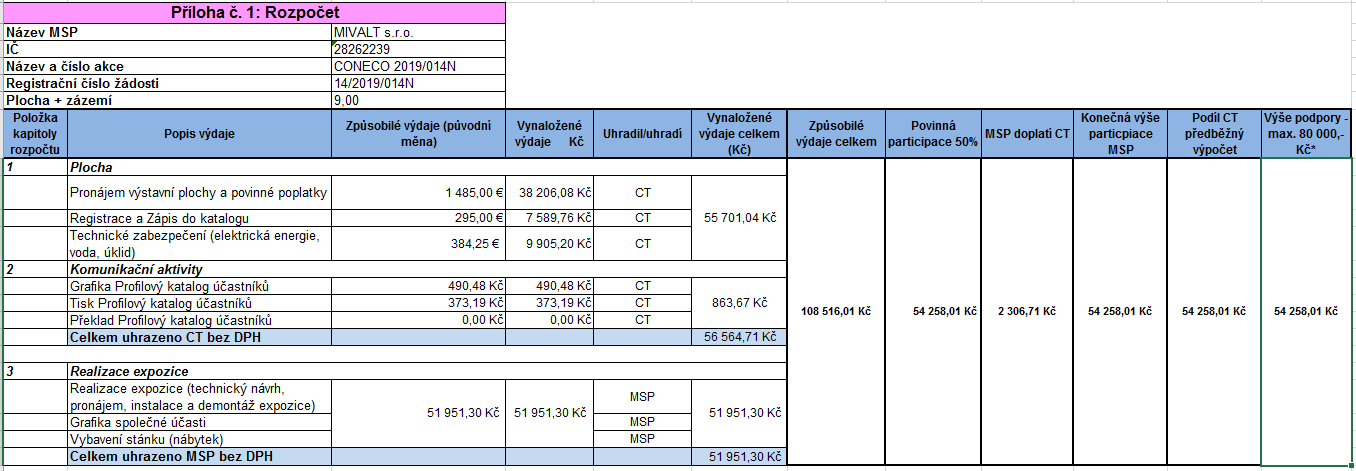 Příloha č. 1: Rozpočet
Název MSP MIVALT s.r.o.
IČ 28262239
Název a číslo akce CONECO 2019/014N
Registrační číslo žádosti 14/2019/014N
Plocha + zázemí 9,00
Položka kapitoly rozpočtu Popis výdaje Způsobilé výdaje (původní měna) Vynaložené výdaje Kč Uhradil/uhradí Vynaložené výdaje celkem (Kč) Způsobilé výdaje celkem Povinná participace 50% MSP doplatí CT Konečná výše particpiace MSP Podíl CT předběžný výpočet Výše podpory - max. 80 000,- Kč*
1 Plocha
Pronájem výstavní plochy a povinné poplatky 1 485,00 € 38 206,08 Kč CT
Registrace a Zápis do katalogu 295,00 € 7 589,76 Kč CT 55 701,04 Kč
Technické zabezpečení (elektrická energie,
voda, úklid) 384,25 € 9 905,20 Kč CT
2 Komunikační aktivity
Grafika Profilový katalog účastníků 490,48 Kč 490,48 Kč CT
Tisk Profilový katalog účastníků 373,19 Kč 373,19 Kč CT 863,67 Kč
108 516,01 Kč 54 258,01 Kč 2 306,71 Kč 54 258,01 Kč 54 258,01 Kč 54 258,01 Kč
Překlad Profilový katalog účastníků 0,00 Kč 0,00 Kč CT
Celkem uhrazeno CT bez DPH 56 564,71 Kč
3 Realizace expozice
Realizace expozice (technický návrh,
pronájem, instalace a demontáž expozice) MSP
51 951,30 Kč 51 951,30 Kč 51 951,30 Kč
Grafika společné účasti MSP
Vybavení stánku (nábytek) MSP
Celkem uhrazeno MSP bez DPH 51 951,30 Kč